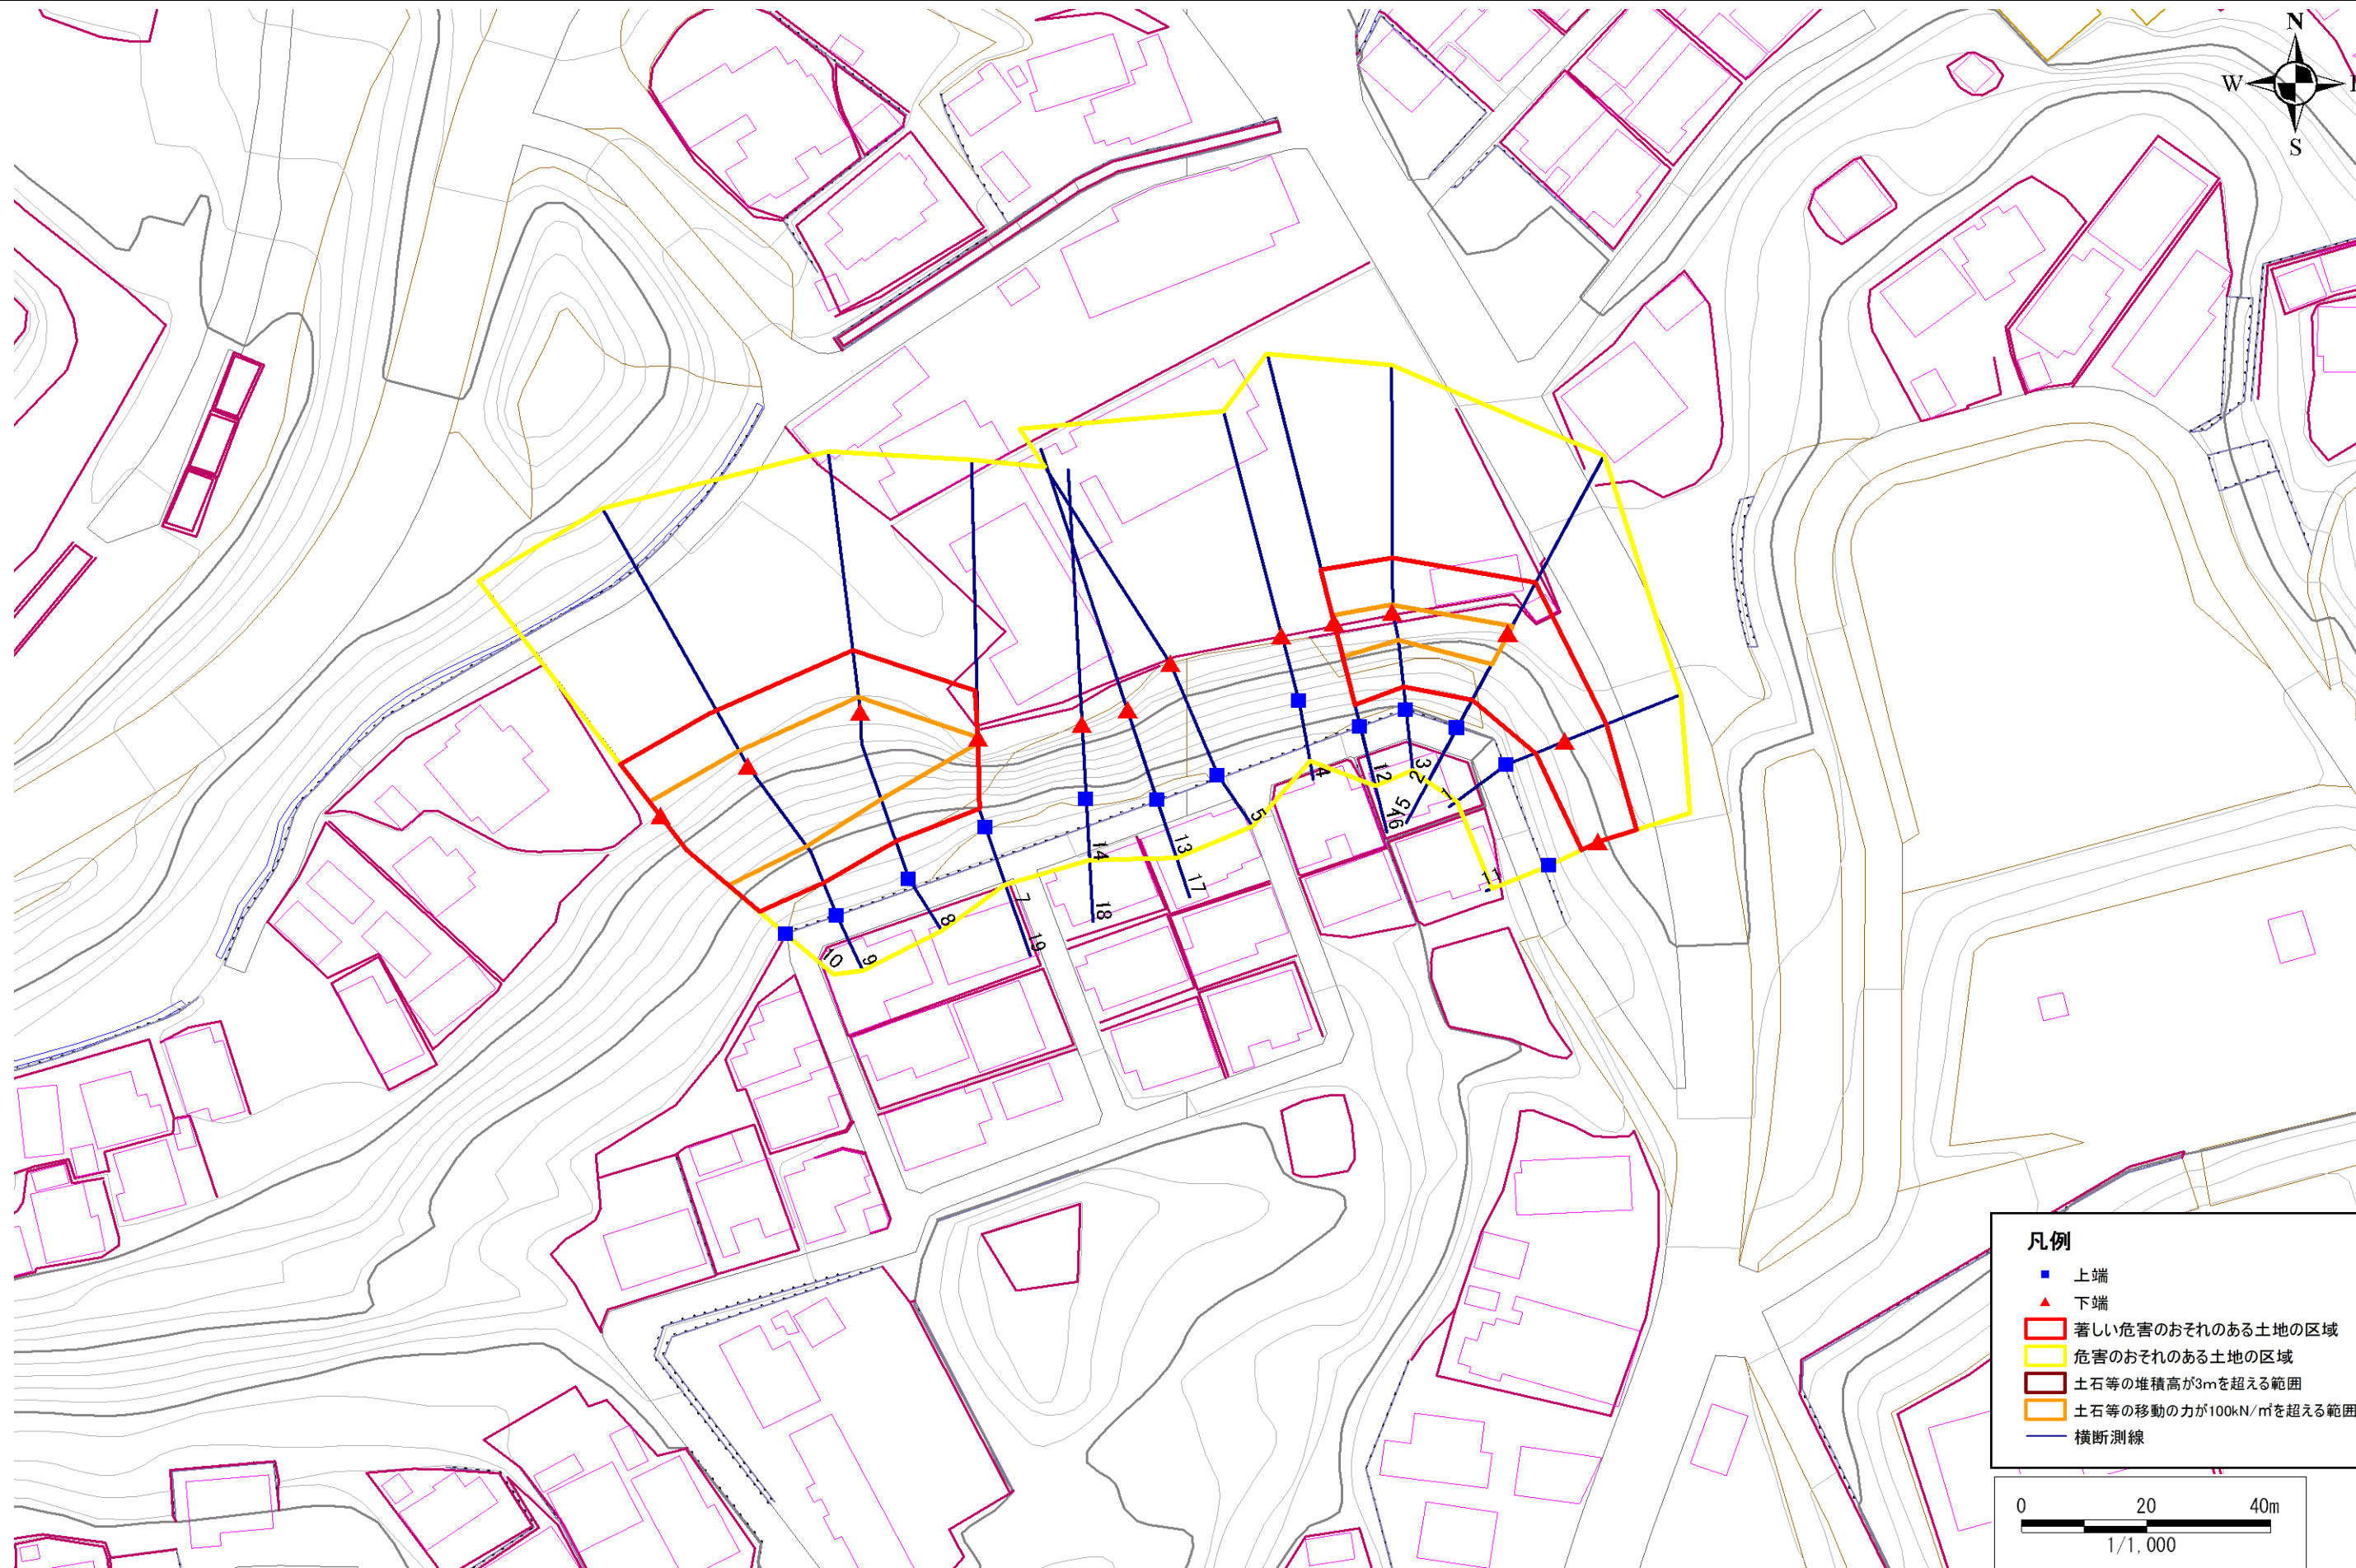 N
W
S
4
12
3
2
1
15
16
5
11
14
13
17
18
7
8
19
10
9
凡例
上端
下端
著しい危害のおそれのある土地の区域
危害のおそれのある土地の区域
土石等の堆積高が3mを超える範囲
土石等の移動の力が100kN/㎡を超える範囲
横断測線
0 20 40m
1/1,000